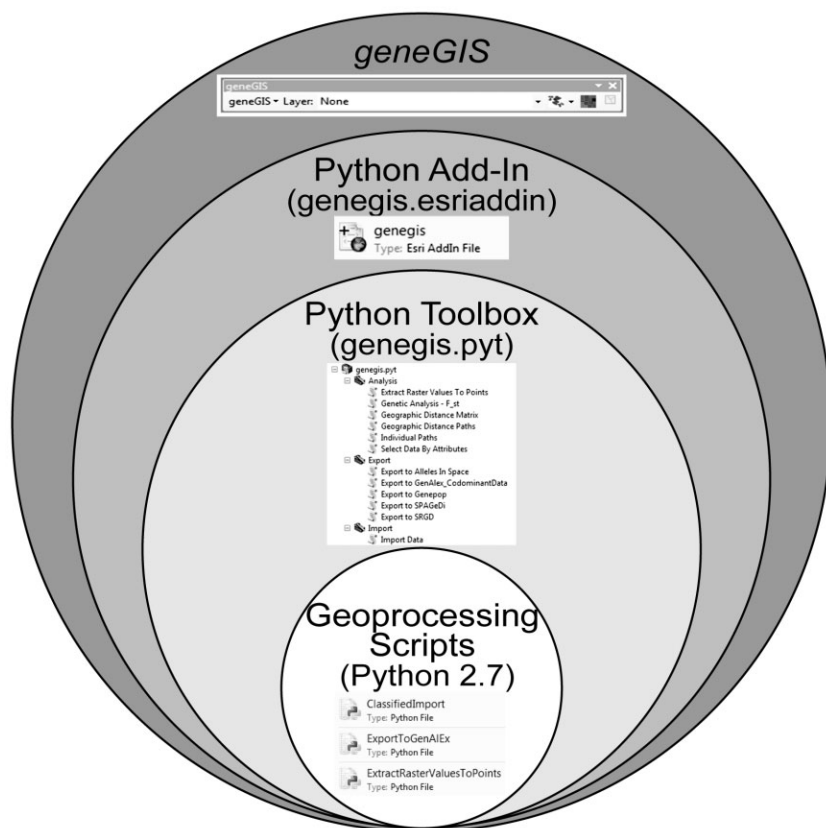 geneGIS
geneGIS
geneGIS Layer: None
Python Add-In
(genegis.esriaddin)
genegis
Type: Esri AddIn File
Python Toolbox
(genegis.pyt)
genegis.pyt
Analysis
Extract Raster Values To Points
Genetic Analysis - F_st
Geographic Distance Matrix
Geographic Distance Paths
Individual Paths
Select Data By Attributes
Export
Export to Alleles In Space
Export to GenAlex_CodominantData
Export to Genepop
Export to SPAGeDi
Export to SRGD
Import
Import Data
Geoprocessing
Scripts
(Python 2.7)
ClassifiedImport
Type: Python File
ExportToGenAlEx
Type: Python File
ExtractRasterValuesToPoints
Type: Python File